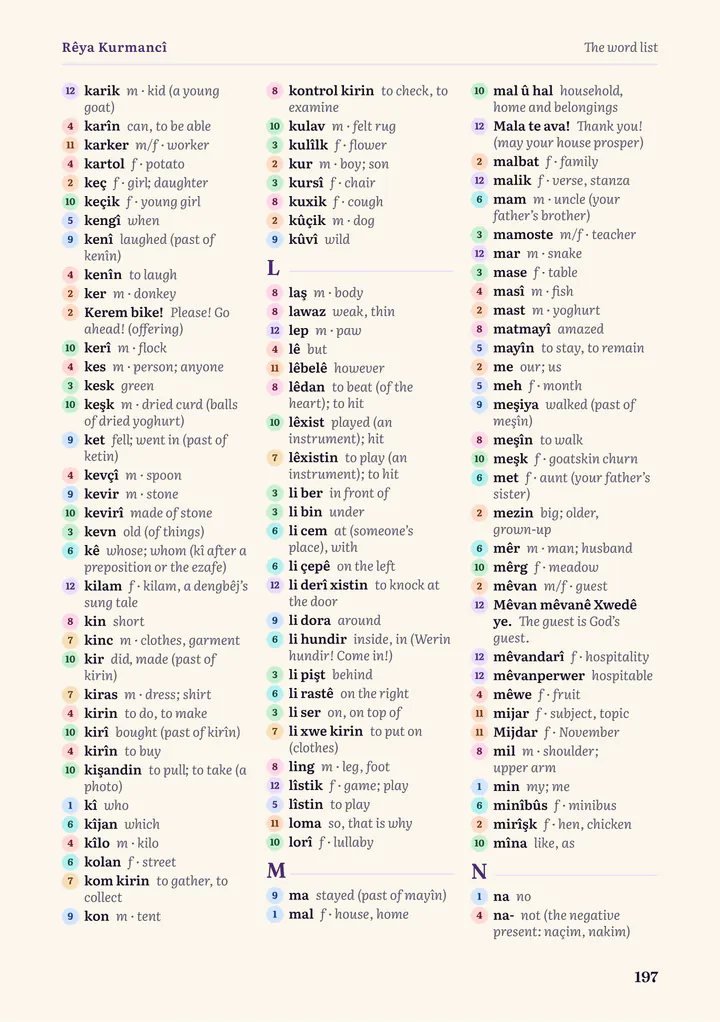 Rêya Kurmancî
The word list
12 karik m · kid (a young
goat)
4 karîn can, to be able
11 karker m/f · worker
4 kartol f · potato
2 keç f · girl; daughter
10 keçik f · young girl
5 kengî when
9 kenî laughed (past of
kenîn)
4 kenîn to laugh
2 ker m · donkey
2 Kerem bike! Please! Go
ahead! (offering)
10 kerî m · flock
4 kes m · person; anyone
3 kesk green
10 keşk m · dried curd (balls
of dried yoghurt)
9 ket fell; went in (past of
ketin)
4 kevçî m · spoon
9 kevir m · stone
10 kevirî made of stone
3 kevn old (of things)
6 kê whose; whom (kî after a
preposition or the ezafe)
12 kilam f · kilam, a dengbêj’s
sung tale
8 kin short
7 kinc m · clothes, garment
10 kir did, made (past of
kirin)
7 kiras m · dress; shirt
4 kirin to do, to make
10 kirî bought (past of kirîn)
4 kirîn to buy
10 kişandin to pull; to take (a
photo)
1 kî who
6 kîjan which
4 kîlo m · kilo
6 kolan f · street
7 kom kirin to gather, to
collect
9 kon m · tent
8 kontrol kirin to check, to
examine
10 kulav m · felt rug
3 kulîlk f · flower
2 kur m · boy; son
3 kursî f · chair
8 kuxik f · cough
2 kûçik m · dog
9 kûvî wild
L
8 laş m · body
8 lawaz weak, thin
12 lep m · paw
4 lê but
11 lêbelê however
8 lêdan to beat (of the
heart); to hit
10 lêxist played (an
instrument); hit
7 lêxistin to play (an
instrument); to hit
3 li ber in front of
3 li bin under
6 li cem at (someone’s
place), with
6 li çepê on the left
12 li derî xistin to knock at
the door
9 li dora around
6 li hundir inside, in (Werin
hundir! Come in!)
3 li pişt behind
6 li rastê on the right
3 li ser on, on top of
7 li xwe kirin to put on
(clothes)
8 ling m · leg, foot
12 lîstik f · game; play
5 lîstin to play
11 loma so, that is why
10 lorî f · lullaby
M
9 ma stayed (past of mayîn)
1 mal f · house, home
10 mal û hal household,
home and belongings
12 Mala te ava! Thank you!
(may your house prosper)
2 malbat f · family
12 malik f · verse, stanza
6 mam m · uncle (your
father’s brother)
3 mamoste m/f · teacher
12 mar m · snake
3 mase f · table
4 masî m · fish
2 mast m · yoghurt
8 matmayî amazed
5 mayîn to stay, to remain
2 me our; us
5 meh f · month
9 meşiya walked (past of
meşîn)
8 meşîn to walk
10 meşk f · goatskin churn
6 met f · aunt (your father’s
sister)
2 mezin big; older,
grown-up
6 mêr m · man; husband
10 mêrg f · meadow
2 mêvan m/f · guest
12 Mêvan mêvanê Xwedê
ye. The guest is God’s
guest.
12 mêvandarî f · hospitality
12 mêvanperwer hospitable
4 mêwe f · fruit
11 mijar f · subject, topic
11 Mijdar f · November
8 mil m · shoulder;
upper arm
1 min my; me
6 minîbûs f · minibus
2 mirîşk f · hen, chicken
10 mîna like, as
N
1 na no
4 na- not (the negative
present: naçim, nakim)
197